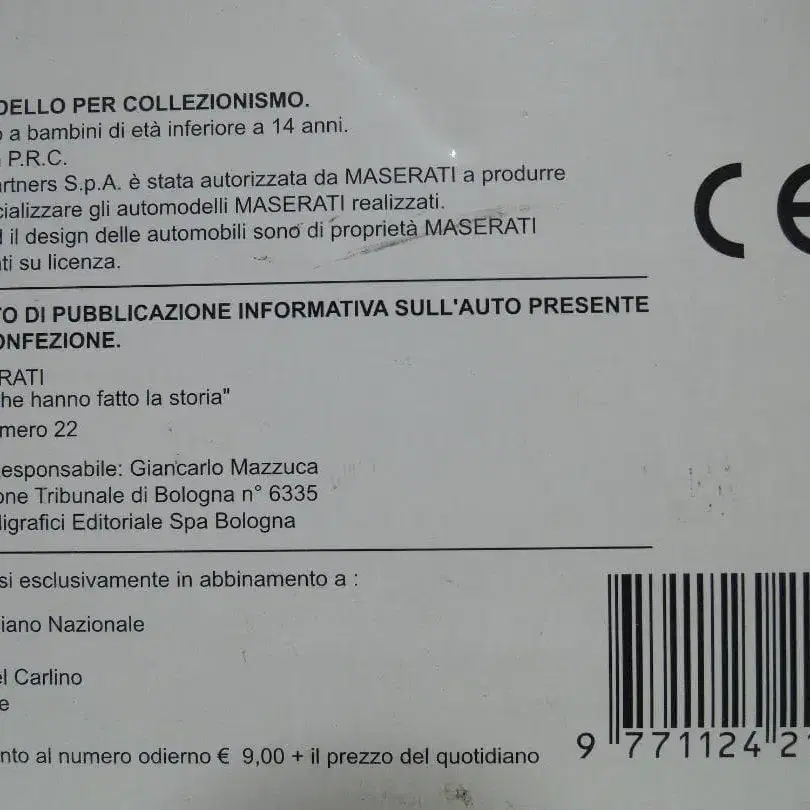 DELLO PER COLLEZIONISMO.
o a bambini di età inferiore a 14 anni.
P.R.C.
artners S.p.A. è stata autorizzata da MASERATI a produrre
cializzare gli automodelli MASERATI realizzati.
il design delle automobili sono di proprietà MASERATI
ti su licenza.
CE
TO DI PUBBLICAZIONE INFORMATIVA SULL'AUTO PRESENTE
ONFEZIONE.
RATI
he hanno fatto la storia"
mero 22
esponsabile: Giancarlo Mazzuca
one Tribunale di Bologna n° 6335
ligrafici Editoriale Spa Bologna
si esclusivamente in abbinamento a :
iano Nazionale
el Carlino
e
nto al numero odierno € 9,00 + il prezzo del quotidiano
9 771124 2